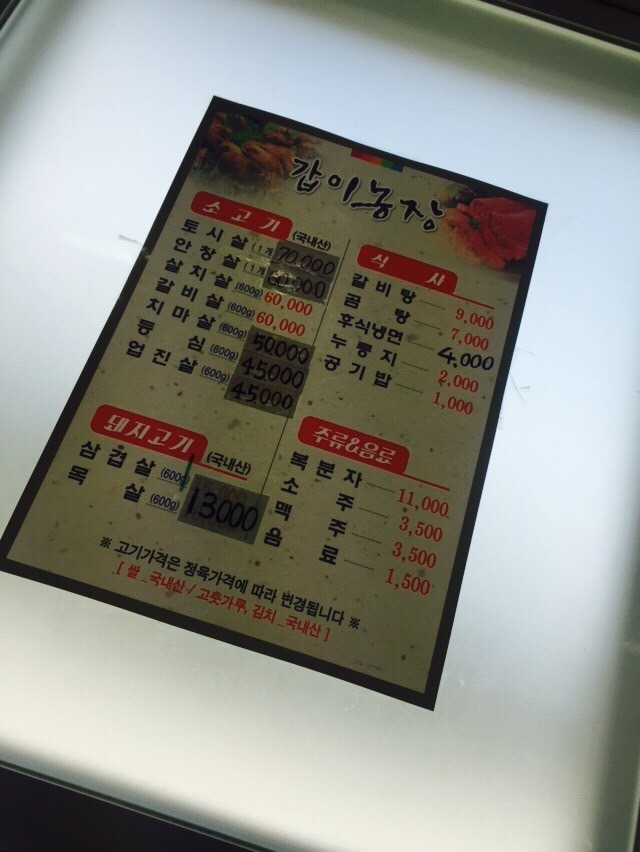 갑이농장
소고기 (국내산)
토시살 (1개) 70,000
안창살 (1개) 60,000
살치살 (600g) 60,000
갈비살 (600g) 60,000
치마살 (600g) 50,000
등심 (600g) 45000
업진살 (600g) 45000
식사
갈비탕 9,000
곰탕 7,000
후식냉면 4,000
누룽지 2,000
공기밥 1,000
돼지고기 (국내산)
삼겹살 (600g)
목살 (600g) 13000
주류&음료
복분자 11,000
소주 3,500
맥주 3,500
음료 1,500
※ 고기가격은 정육가격에 따라 변경됩니다 ※
[ 쌀_국내산 / 고춧가루, 김치_국내산 ]